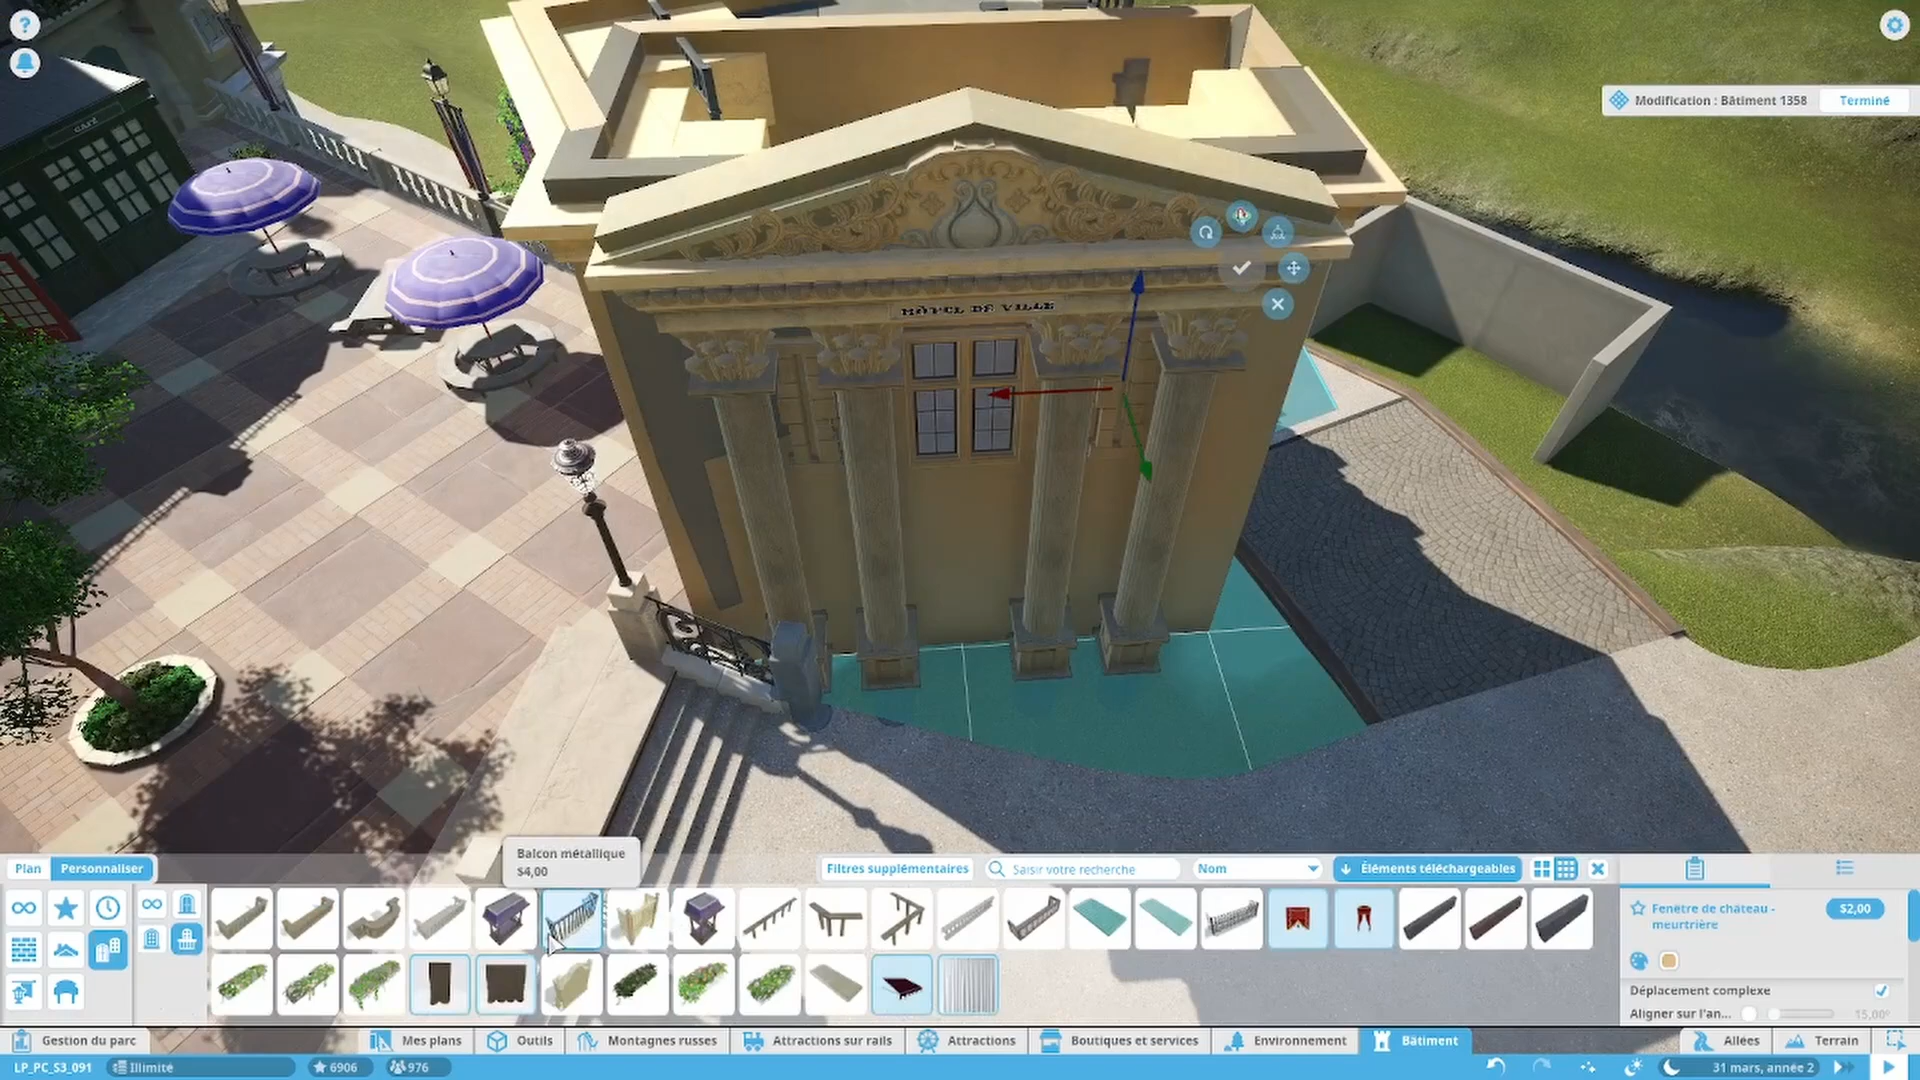 ?
Modification : Bâtiment 1358
Terminé
Café
HÔTEL DE VILLE
Balcon métallique
$4,00
Plan
Personnaliser
Filtres supplémentaires
Saisir votre recherche
Nom
Éléments téléchargeables
Fenêtre de château -
meurtrière
$2,00
Déplacement complexe
Aligner sur l'an...
15,00°
Gestion du parc
Mes plans
Outils
Montagnes russes
Attractions sur rails
Attractions
Boutiques et services
Environnement
Bâtiment
Allées
Terrain
LP_PC_S3_091
Illimité
6906
976
31 mars, année 2